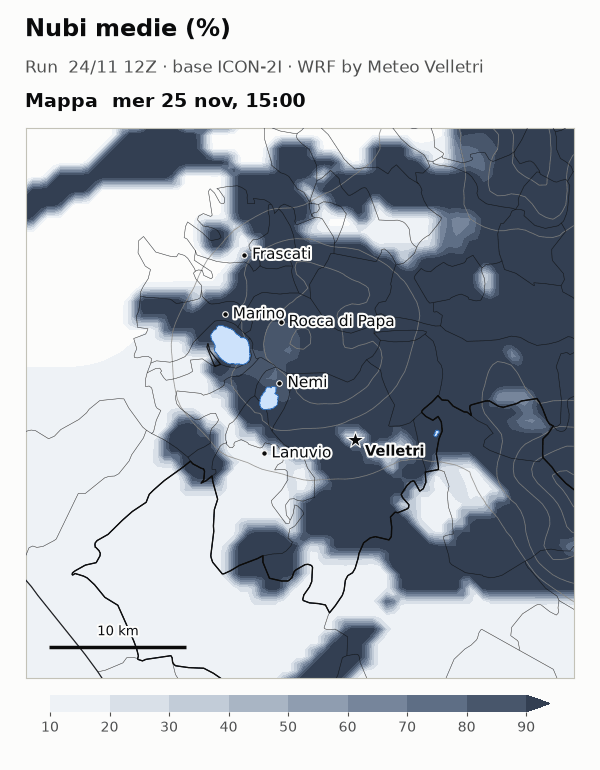 Nubi medie (%)
Run  24/11 12Z · base ICON-2I · WRF by Meteo Velletri
Mappa  mer 25 nov, 15:00
Frascati
Marino
Rocca di Papa
Nemi
Lanuvio
Velletri
10 km
10 20 30 40 50 60 70 80 90